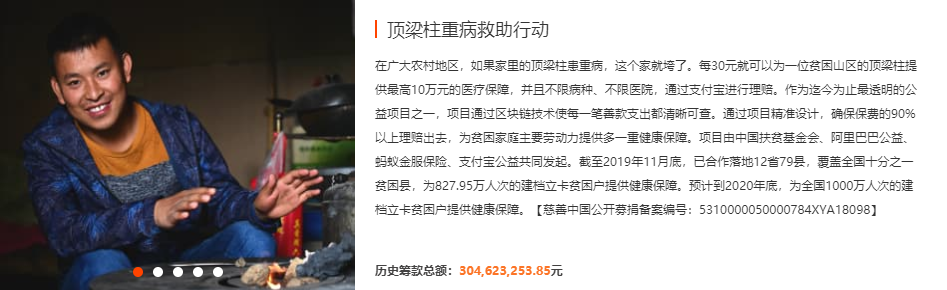 顶梁柱重病救助行动
在广大农村地区，如果家里的顶梁柱患重病，这个家就垮了。每30元就可以为一位贫困山区的顶梁柱提
供最高10万元的医疗保障，并且不限病种、不限医院，通过支付宝进行理赔。作为迄今为止最透明的公
益项目之一，项目通过区块链技术使每一笔善款支出都清晰可查。通过项目精准设计，确保保费的90%
以上理赔出去，为贫困家庭主要劳动力提供多一重健康保障。项目由中国扶贫基金会、阿里巴巴公益、
蚂蚁金服保险、支付宝公益共同发起。截至2019年11月底，已合作落地12省79县，覆盖全国十分之一
贫困县，为827.95万人次的建档立卡贫困户提供健康保障。预计到2020年底，为全国1000万人次的建
档立卡贫困户提供健康保障。【慈善中国公开募捐备案编号：5310000050000784XYA18098】
历史筹款总额：304,623,253.85元